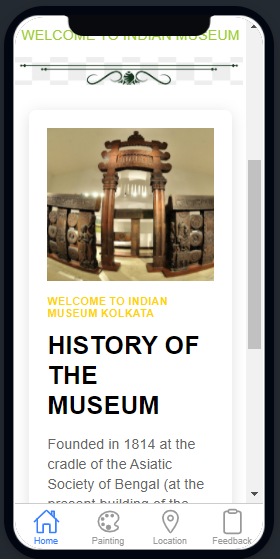 WELCOME TO INDIAN MUSEUM
WELCOME TO INDIAN
MUSEUM KOLKATA
HISTORY OF
THE
MUSEUM
Founded in 1814 at the
cradle of the Asiatic
Society of Bengal (at the
present building of the
Home Painting Location Feedback